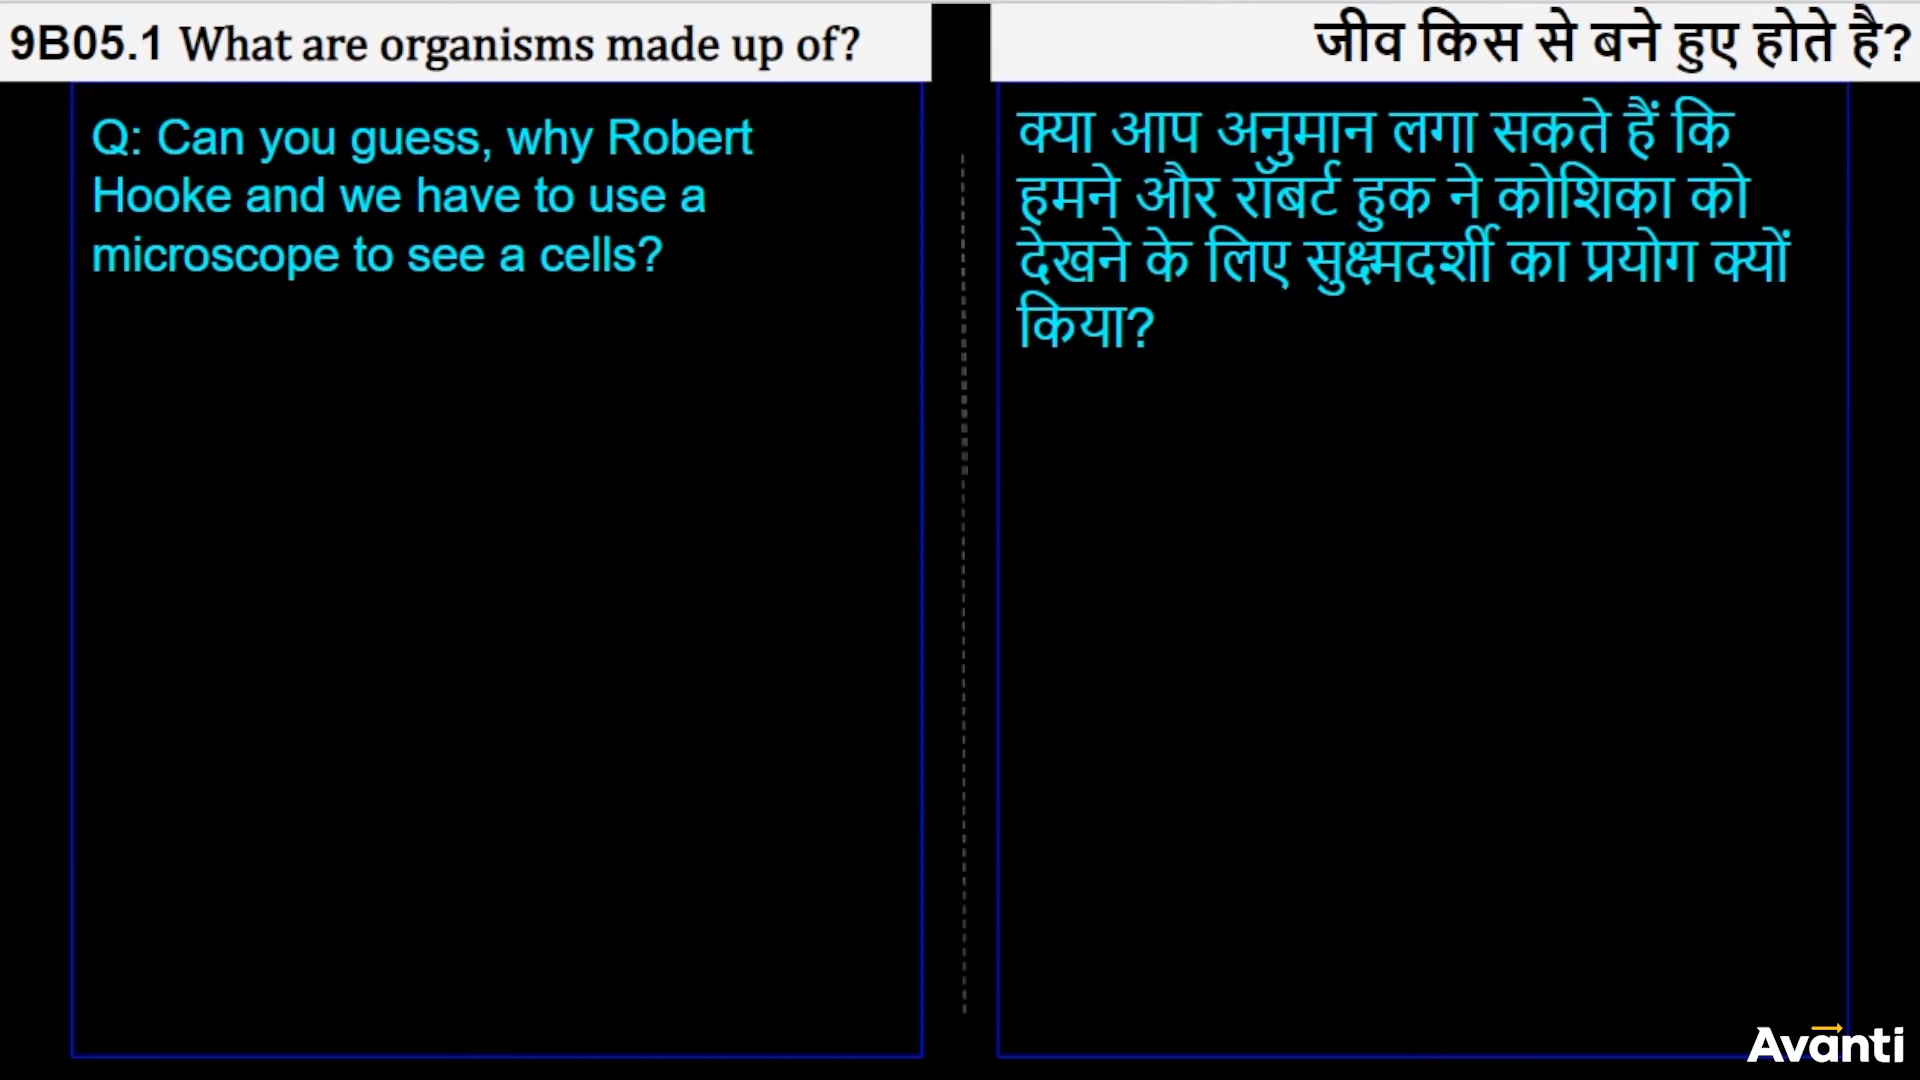 9B05.1 What are organisms made up of?
जीव किस से बने हुए होते है?
Q: Can you guess, why Robert
Hooke and we have to use a
microscope to see a cells?
क्या आप अनुमान लगा सकते हैं कि
हमने और रॉबर्ट हुक ने कोशिका को
देखने के लिए सुक्ष्मदर्शी का प्रयोग क्यों
किया?
Avanti